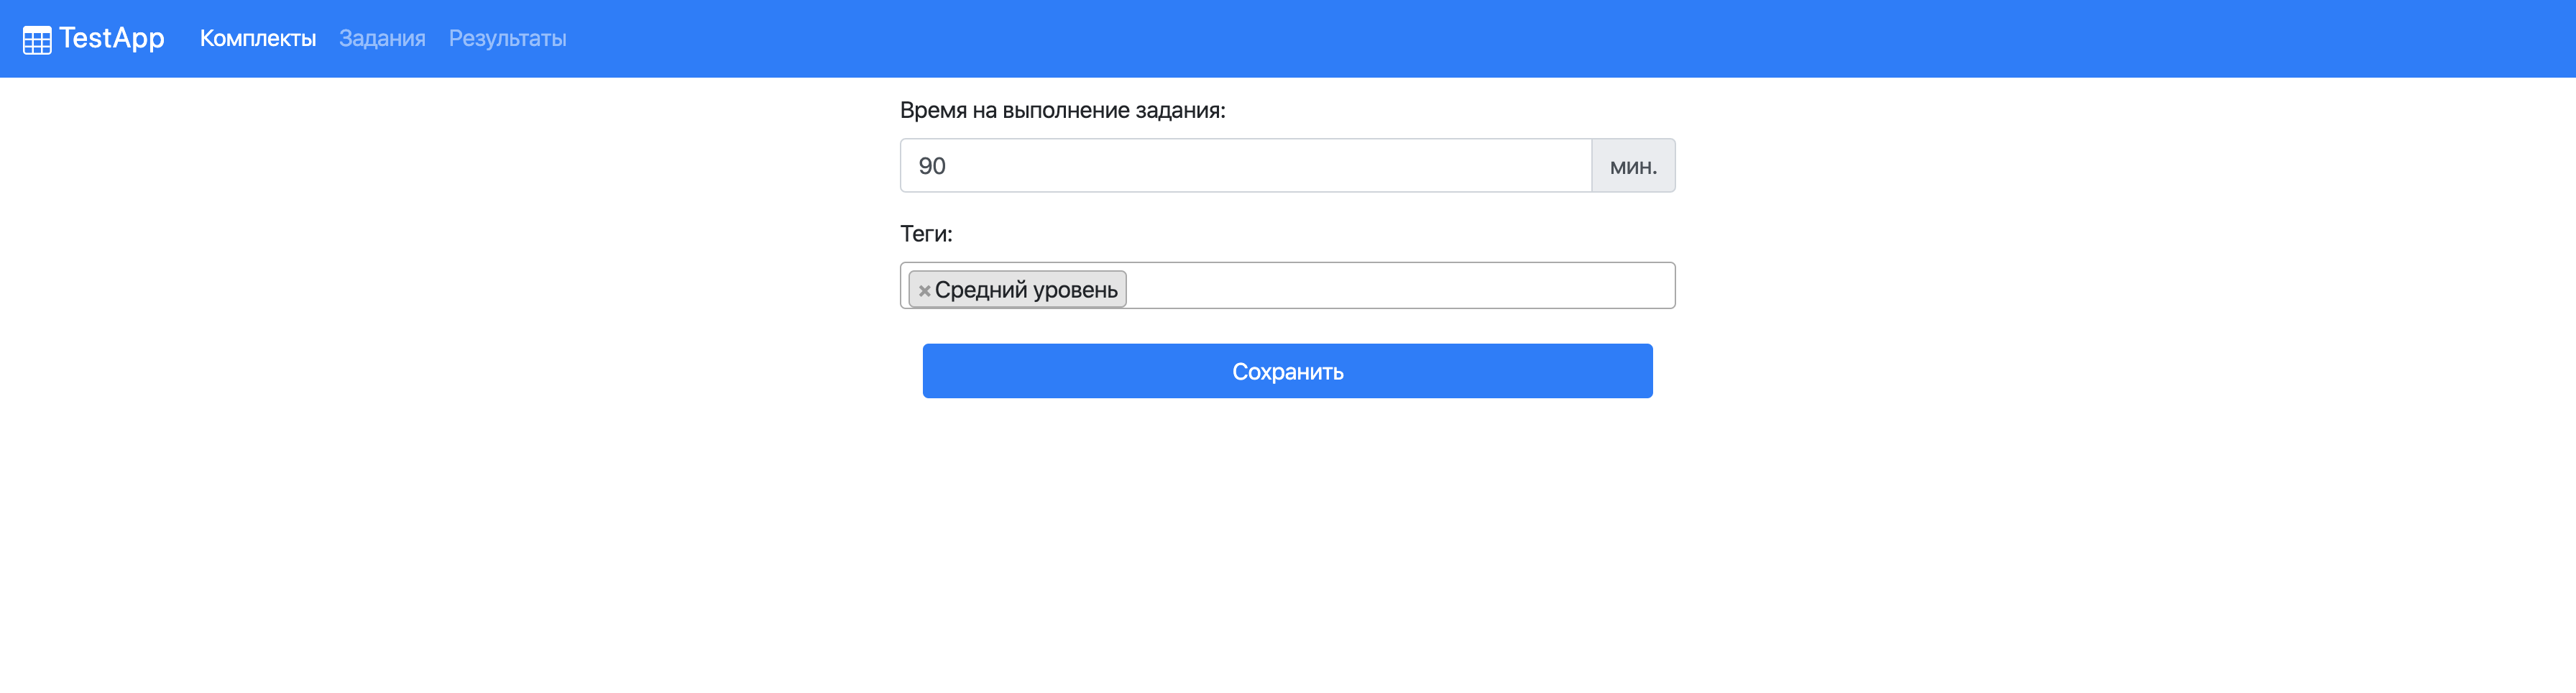 TestApp Комплекты Задания Результаты
Время на выполнение задания:
90 мин.
Теги:
×Средний уровень
Сохранить